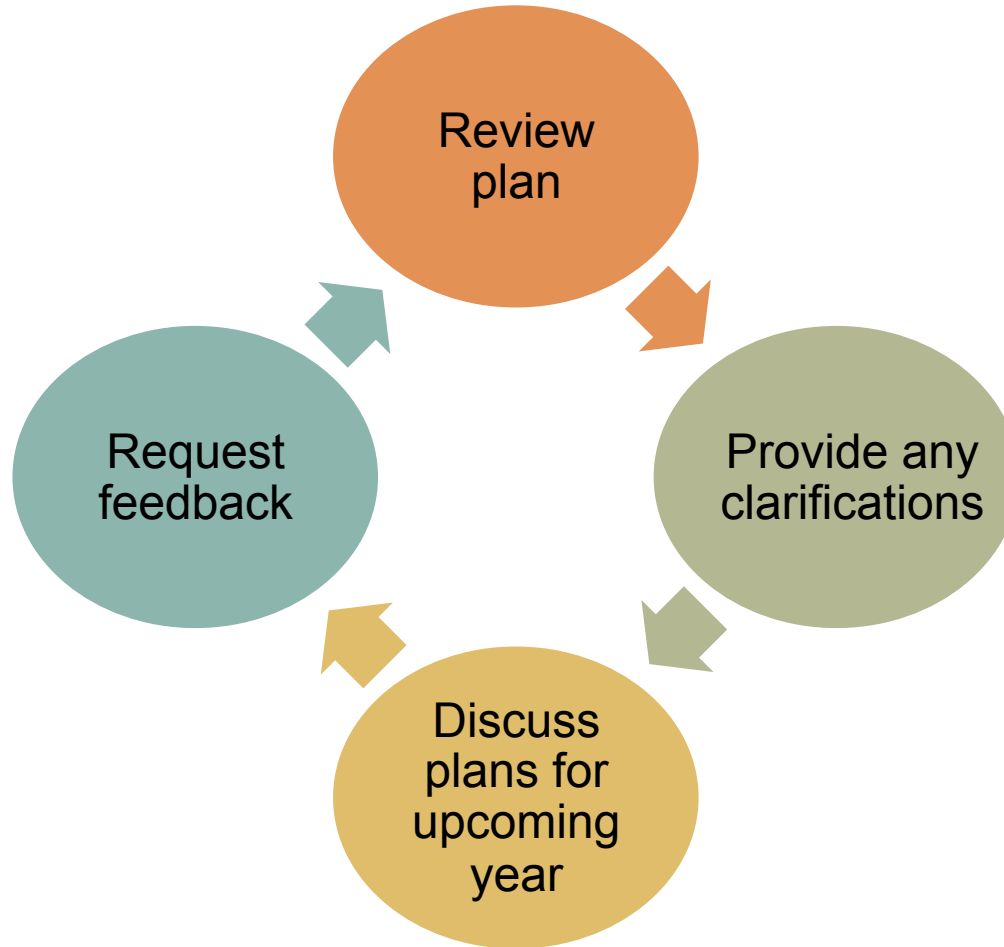 Review
plan
Provide any
clarifications
Discuss
plans for
upcoming
year
Request
feedback